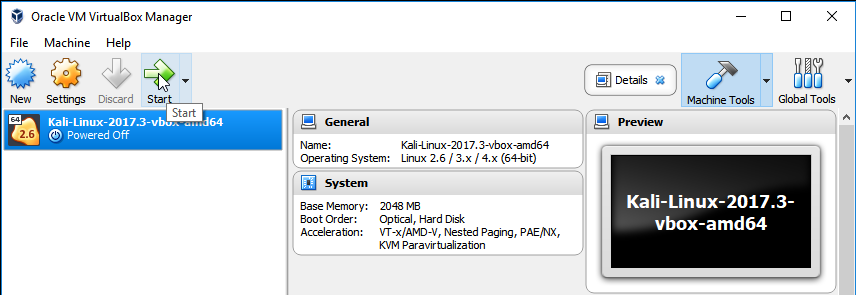 Oracle VM VirtualBox Manager
File Machine Help
New Settings Discard Start
Details
Machine Tools Global Tools
Start
64
2.6
Kali-Linux-2017.3-vbox-amd64
Powered Off
General
Name: Kali-Linux-2017.3-vbox-amd64
Operating System: Linux 2.6 / 3.x / 4.x (64-bit)
System
Base Memory: 2048 MB
Boot Order: Optical, Hard Disk
Acceleration: VT-x/AMD-V, Nested Paging, PAE/NX,
KVM Paravirtualization
Preview
Kali-Linux-2017.3-
vbox-amd64